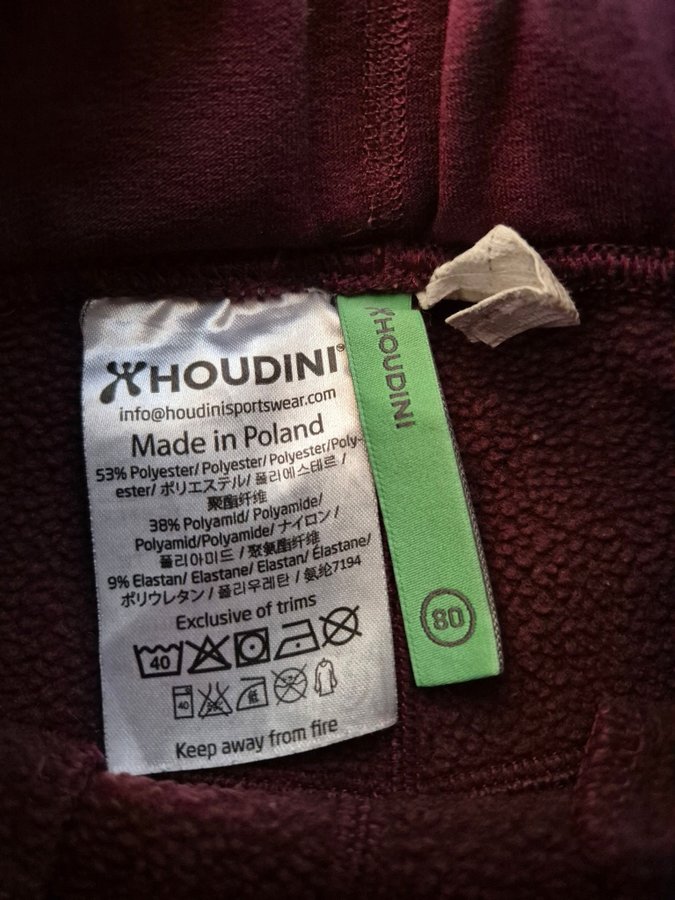 HOUDINI
info@houdinisportswear.com
Made in Poland
53% Polyester/ Polyester/ Polyester/Poly-
ester/ ポリエステル/ 폴리에스테르 /
聚酯纤维
38% Polyamid/ Polyamide/
Polyamid/Polyamide/ ナイロン /
폴리아미드 / 聚氨酯纤维
9% Elastan/ Elastane/ Elastan/ Élastane/
ポリウレタン / 폴리우레탄 / 氨纶7194
Exclusive of trims
40
40
Keep away from fire
HOUDINI
80